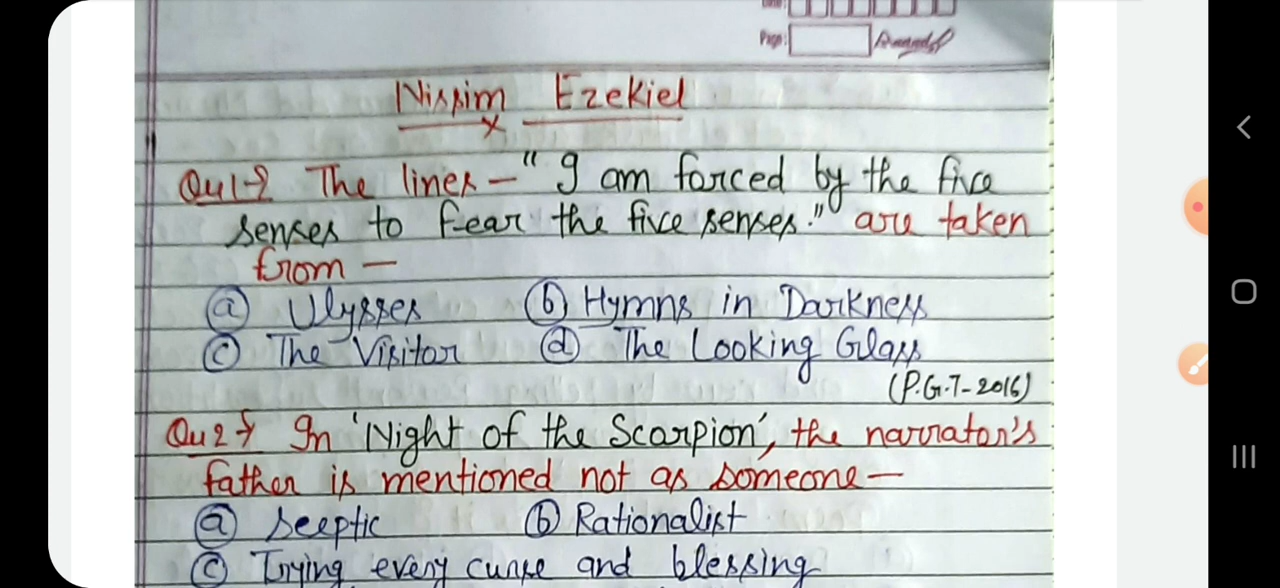 Page:
Nissim Ezekiel
Qu1→ The lines - "I am forced by the five
senses to fear the five senses." are taken
from —
(a) Ulysses (b) Hymns in Darkness
(c) The Visitor (d) The Looking Glass
(P.G.T-2016)
Qu2→ In 'Night of the Scorpion', the narrator's
father is mentioned not as someone —
(a) Sceptic (b) Rationalist
(c) Trying every curse and blessing